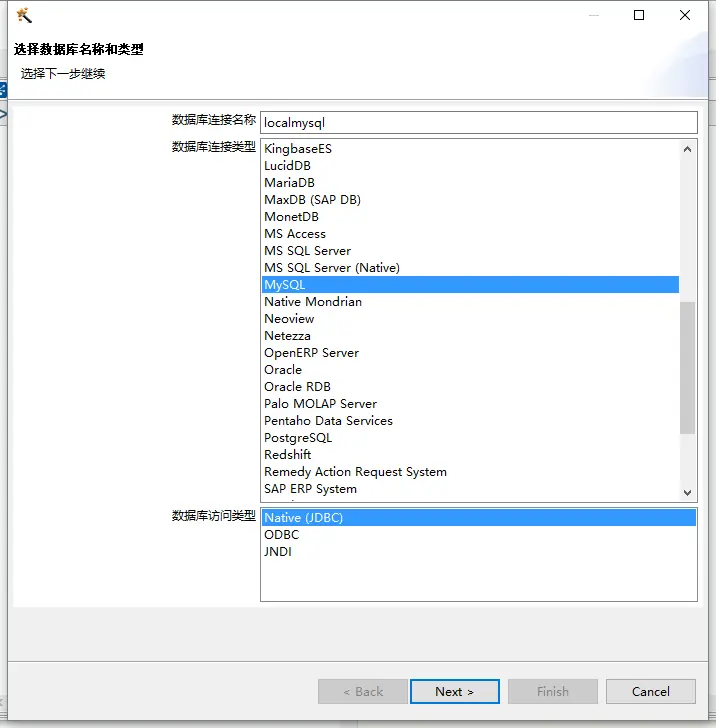 选择数据库名称和类型
选择下一步继续
数据库连接名称 localmysql
数据库连接类型 KingbaseES
LucidDB
MariaDB
MaxDB (SAP DB)
MonetDB
MS Access
MS SQL Server
MS SQL Server (Native)
MySQL
Native Mondrian
Neoview
Netezza
OpenERP Server
Oracle
Oracle RDB
Palo MOLAP Server
Pentaho Data Services
PostgreSQL
Redshift
Remedy Action Request System
SAP ERP System
数据库访问类型 Native (JDBC)
ODBC
JNDI
< Back Next > Finish Cancel